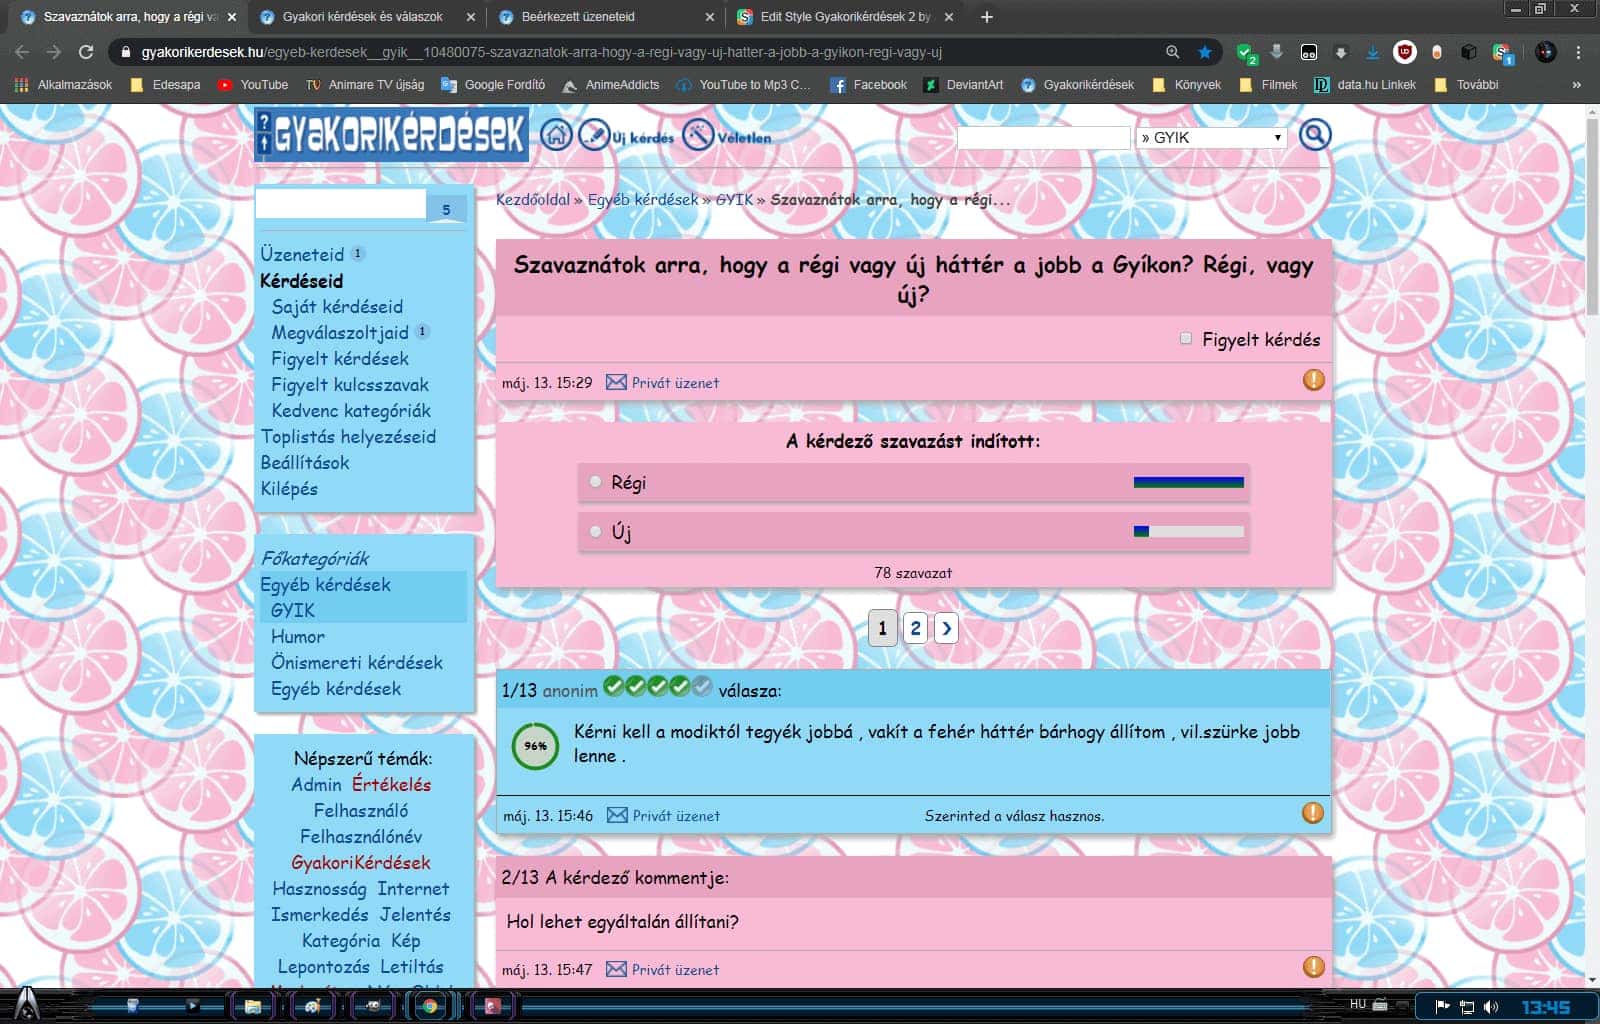 Szavaznátok arra, hogy a régi va
Gyakori kérdések és válaszok
Beérkezett üzeneteid
Edit Style Gyakorikérdések 2 by
gyakorikerdesek.hu/egyeb-kerdesek__gyik__10480075-szavaznatok-arra-hogy-a-regi-vagy-uj-hatter-a-jobb-a-gyikon-regi-vagy-uj
2
1
Alkalmazások
Edesapa
YouTube
Animare TV újság
Google Fordító
AnimeAddicts
YouTube to Mp3 C...
Facebook
DeviantArt
Gyakorikérdések
Könyvek
Filmek
data.hu Linkek
További
»
GYAKORIKÉRDÉSEK
Új kérdés
Véletlen
» GYIK
5
Üzeneteid 1
Kérdéseid
Saját kérdéseid
Megválaszoltjaid 1
Figyelt kérdések
Figyelt kulcsszavak
Kedvenc kategóriák
Toplistás helyezéseid
Beállítások
Kilépés
Főkategóriák
Egyéb kérdések
GYIK
Humor
Önismereti kérdések
Egyéb kérdések
Népszerű témák:
Admin Értékelés
Felhasználó
Felhasználónév
GyakoriKérdések
Hasznosság Internet
Ismerkedés Jelentés
Kategória Kép
Lepontozás Letiltás
Kezdőoldal » Egyéb kérdések » GYIK » Szavaznátok arra, hogy a régi...
Szavaznátok arra, hogy a régi vagy új háttér a jobb a Gyíkon? Régi, vagy
új?
Figyelt kérdés
máj. 13. 15:29 Privát üzenet
A kérdező szavazást indított:
Régi
Új
78 szavazat
1 2 ›
1/13 anonim válasza:
96%
Kérni kell a modiktól tegyék jobbá , vakít a fehér háttér bárhogy állítom , vil.szürke jobb
lenne .
máj. 13. 15:46 Privát üzenet Szerinted a válasz hasznos.
2/13 A kérdező kommentje:
Hol lehet egyáltalán állítani?
máj. 13. 15:47 Privát üzenet
HU
13:45